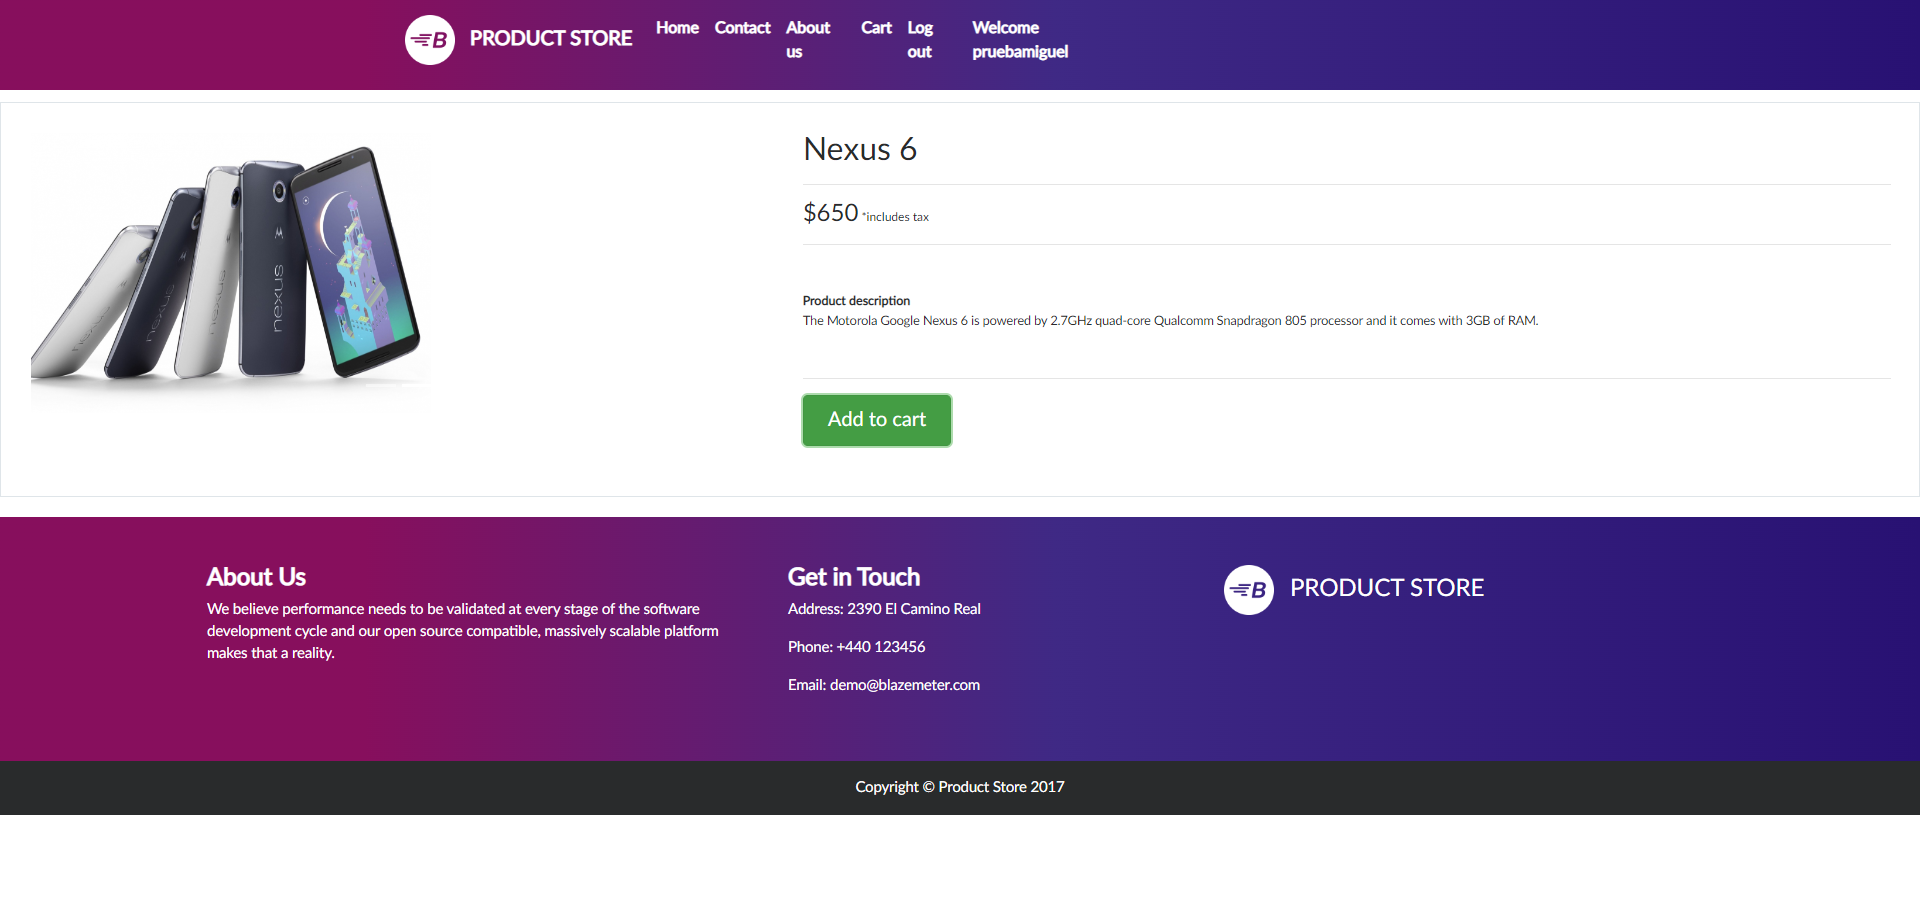 B PRODUCT STORE Home Contact About us Cart Log out Welcome pruebamiguel
Nexus 6
$650 *includes tax
nexus
nexus
nexus
nexus
Product description
The Motorola Google Nexus 6 is powered by 2.7GHz quad-core Qualcomm Snapdragon 805 processor and it comes with 3GB of RAM.
Add to cart
About Us
We believe performance needs to be validated at every stage of the software
development cycle and our open source compatible, massively scalable platform
makes that a reality.
Get in Touch
Address: 2390 El Camino Real
Phone: +440 123456
Email: demo@blazemeter.com
B PRODUCT STORE
Copyright © Product Store 2017